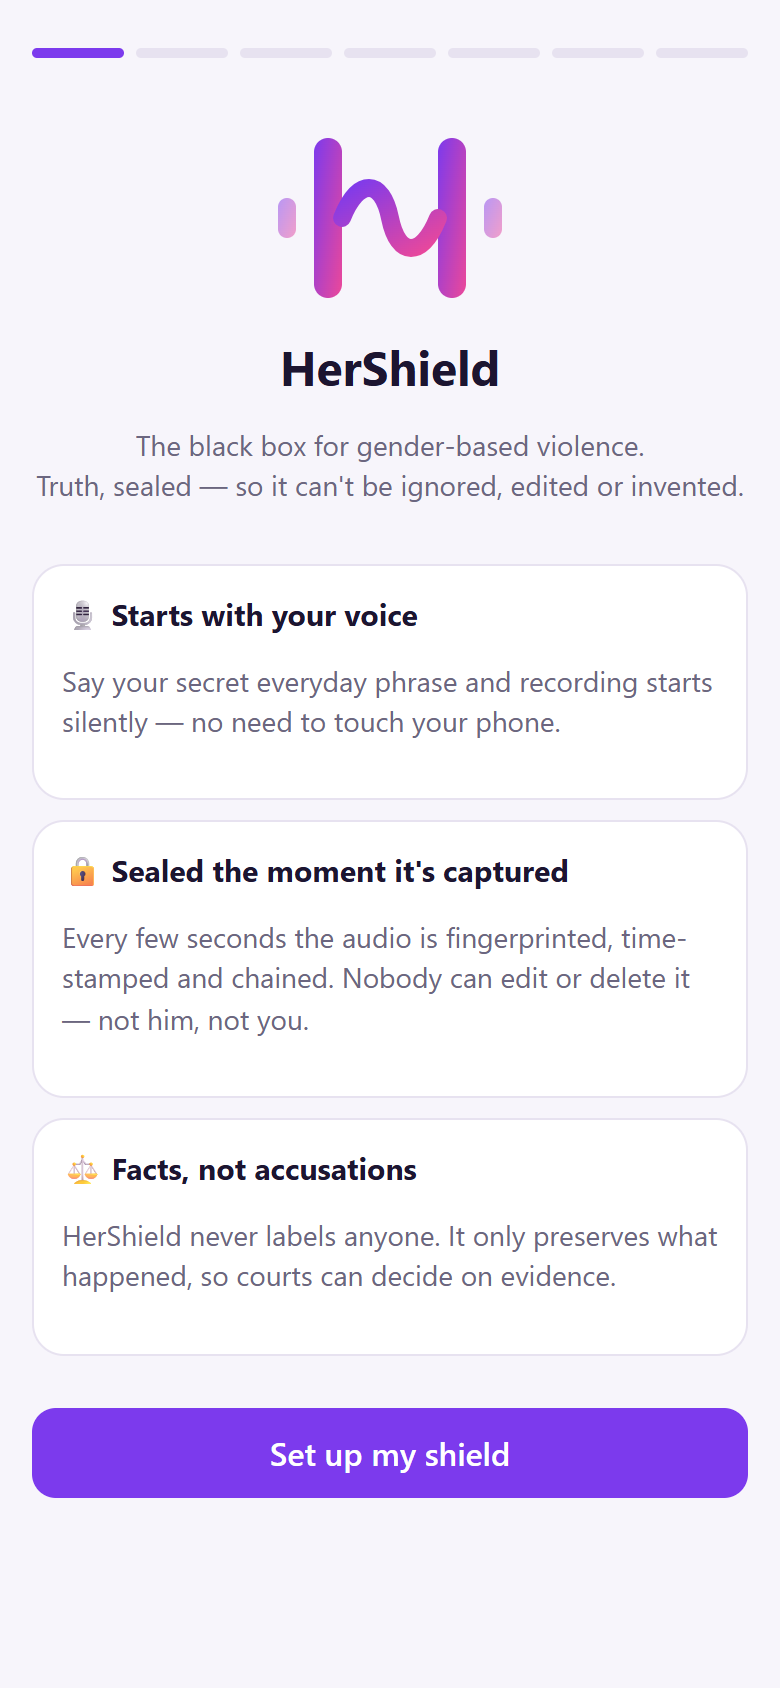 HerShield
The black box for gender-based violence.
Truth, sealed — so it can't be ignored, edited or invented.
Starts with your voice
Say your secret everyday phrase and recording starts
silently — no need to touch your phone.
Sealed the moment it's captured
Every few seconds the audio is fingerprinted, time-
stamped and chained. Nobody can edit or delete it
— not him, not you.
Facts, not accusations
HerShield never labels anyone. It only preserves what
happened, so courts can decide on evidence.
Set up my shield